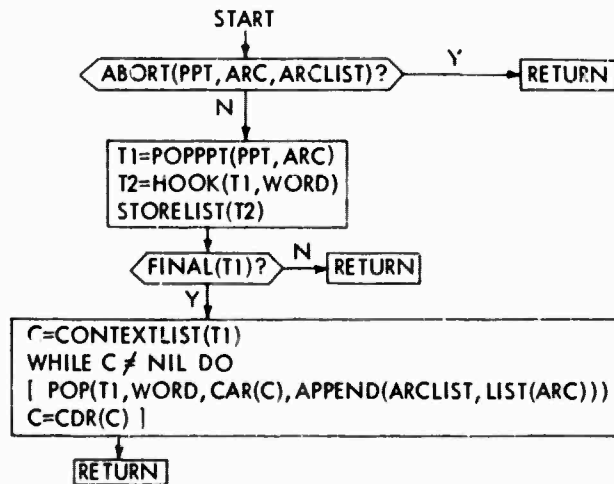 START
ABORT(PPT,ARC,ARCLIST)?
Y
RETURN
N
T1=POPPPT(PPT,ARC)
T2=HOOK(T1,WORD)
STORELIST(T2)
FINAL(T1)?
N
RETURN
Y
C=CONTEXTLIST(T1)
WHILE C ≠ NIL DO
[ POP(T1,WORD,CAR(C),APPEND(ARCLIST,LIST(ARC)))
C=CDR(C) ]
RETURN